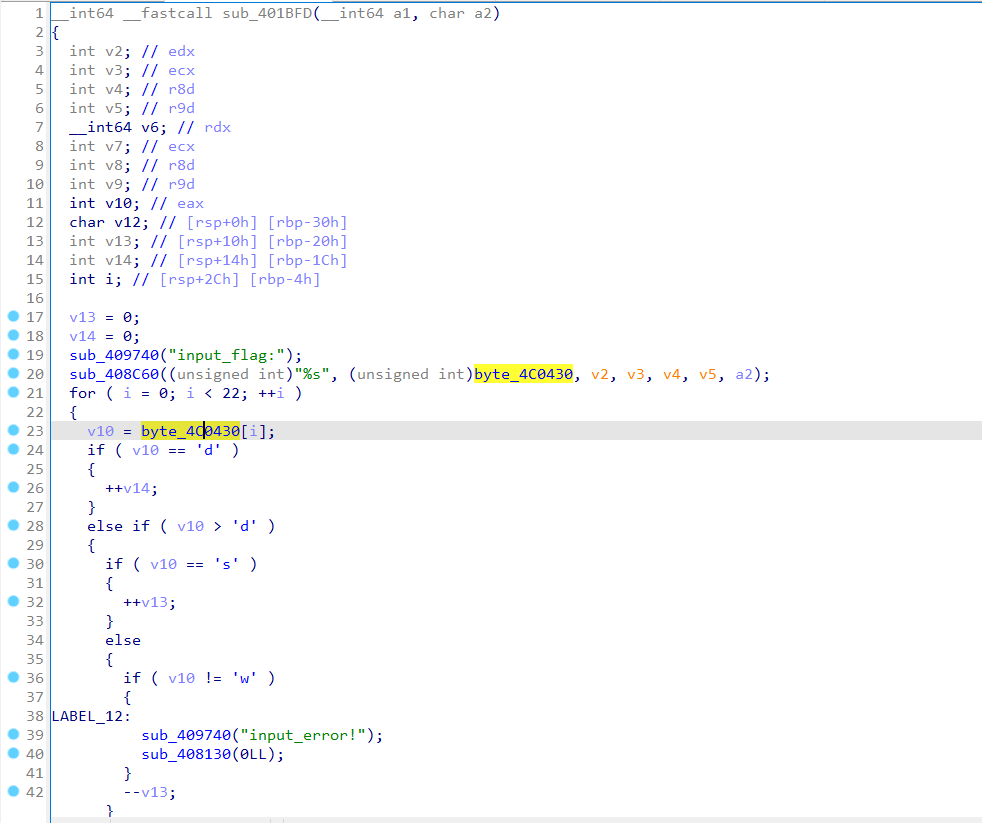 1 __int64 __fastcall sub_401BFD(__int64 a1, char a2)
2 {
3 int v2; // edx
4 int v3; // ecx
5 int v4; // r8d
6 int v5; // r9d
7 __int64 v6; // rdx
8 int v7; // ecx
9 int v8; // r8d
10 int v9; // r9d
11 int v10; // eax
12 char v12; // [rsp+0h] [rbp-30h]
13 int v13; // [rsp+10h] [rbp-20h]
14 int v14; // [rsp+14h] [rbp-1Ch]
15 int i; // [rsp+2Ch] [rbp-4h]
16
17 v13 = 0;
18 v14 = 0;
19 sub_409740("input_flag:");
20 sub_408C60((unsigned int)"%s", (unsigned int)byte_4C0430, v2, v3, v4, v5, a2);
21 for ( i = 0; i < 22; ++i )
22 {
23 v10 = byte_4C0430[i];
24 if ( v10 == 'd' )
25 {
26 ++v14;
27 }
28 else if ( v10 > 'd' )
29 {
30 if ( v10 == 's' )
31 {
32 ++v13;
33 }
34 else
35 {
36 if ( v10 != 'w' )
37 {
38 LABEL_12:
39 sub_409740("input_error!");
40 sub_408130(0LL);
41 }
42 --v13;
}